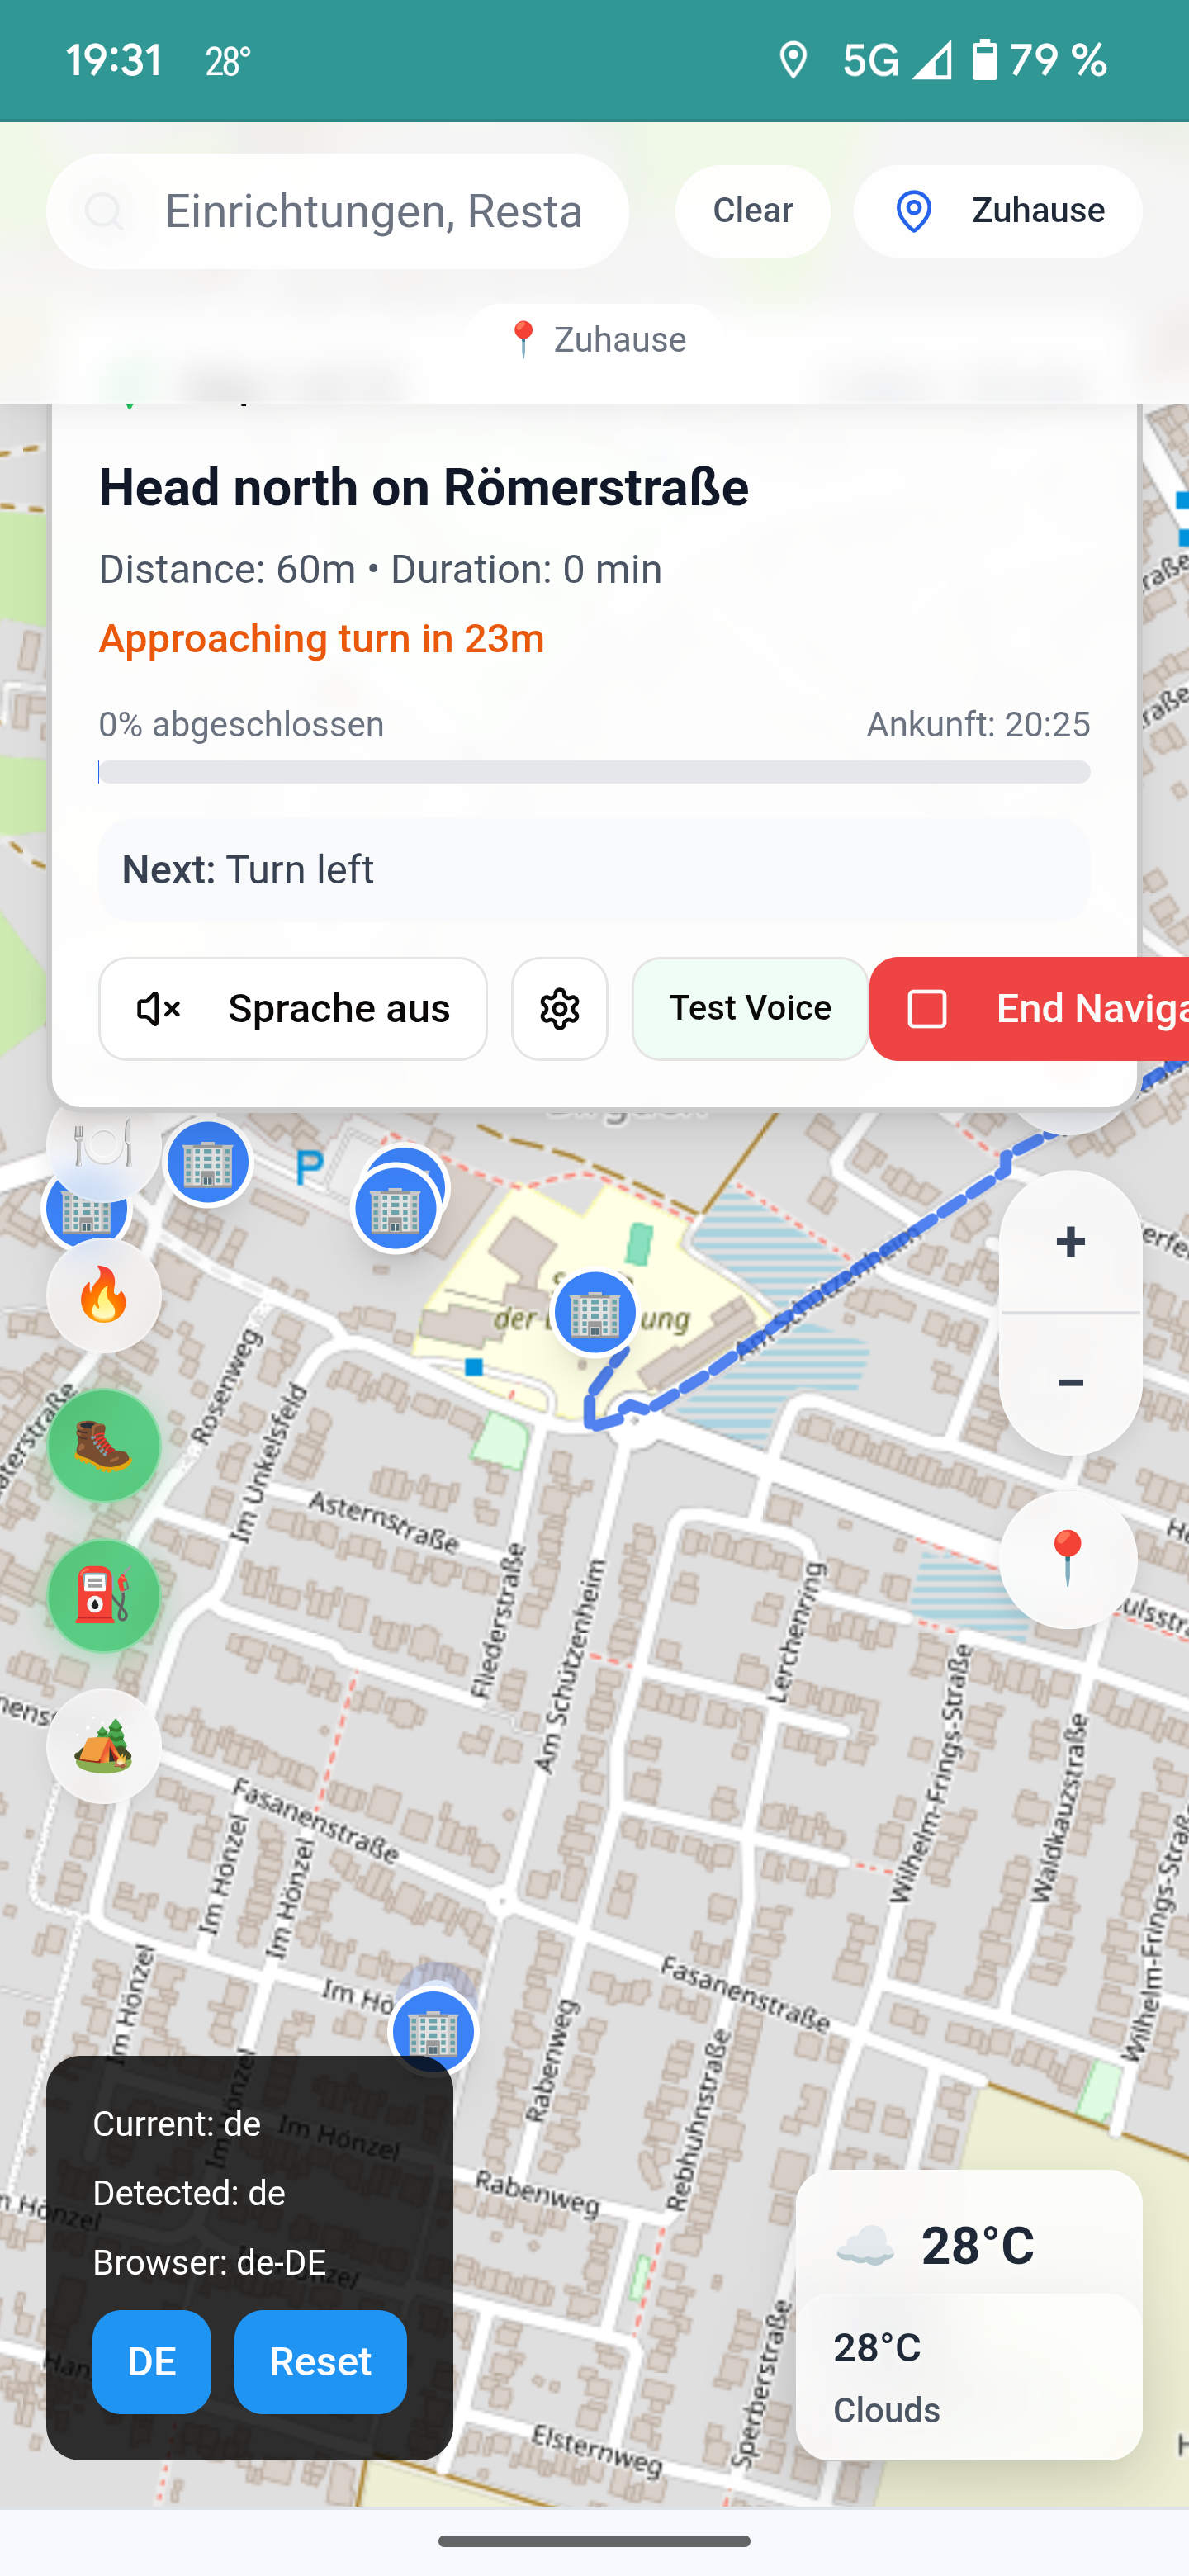 19:31 28° 5G 79 %
Einrichtungen, Resta
Clear
Zuhause
📍 Zuhause
Head north on Römerstraße
Distance: 60m • Duration: 0 min
Approaching turn in 23m
0% abgeschlossen
Ankunft: 20:25
Next: Turn left
Sprache aus
Test Voice
End Naviga
P
der
ung
Am Schützenheim
+
−
Rosenweg
Im Unkelsfeld
Asternstraße
Fliederstraße
Am Schützenheim
Lerchenring
Wilhelm-Frings-Straße
Waldkauzstraße
Wilhelm-Frings-Straße
Fasanenstraße
Im Hönzel
Im Hönzel
Im Hönzel
Im Hö
Fasanenstraße
Rabenweg
Rebhuhnstraße
Rabenweg
Sperberstraße
Elsternweg
Im Hönzel
Current: de
Detected: de
Browser: de-DE
DE
Reset
28°C
28°C
Clouds